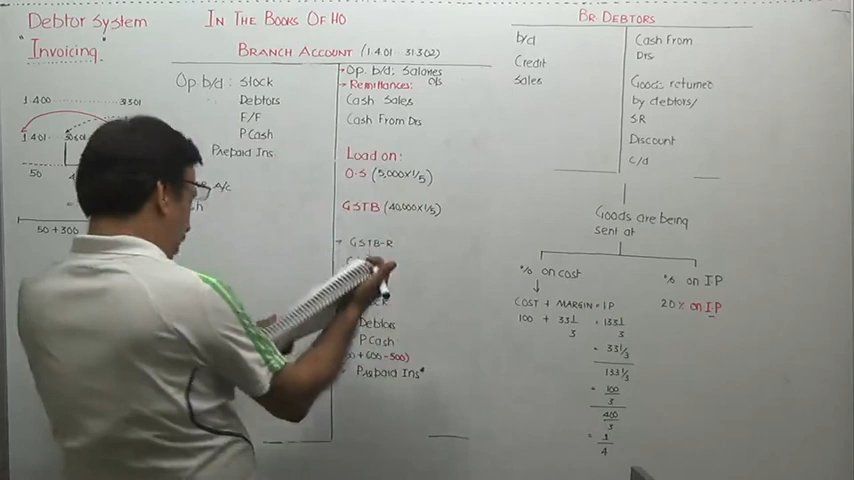 Debtor System
"Invoicing"
In The Books Of HO
Branch Account (1.4.01 31.3.02)
Op. b/d: Stock
Debtors
F/F
P.Cash
Prepaid Ins
A/c
1.4.00 31.3.01
1.4.01
50
50 + 300
Op. b/d: Salaries
O/s
Remittances:
Cash Sales
Cash From Drs
Load on:
O.S (5,000x1/5)
GSTB (40,000x1/5)
GSTB-R
Debtors
P.Cash
+ 600 - 500)
Prepaid Ins*
Br Debtors
b/d
Credit
Sales
Cash From
Drs
Goods returned
by debtors/
SR
Discount
c/d
Goods are being
sent at
% on cost
COST + MARGIN = I.P
100 + 33 1/3 = 133 1/3
= 33 1/3
133 1/3
= 100
3
400
3
= 1
4
% on I.P
20% on I.P